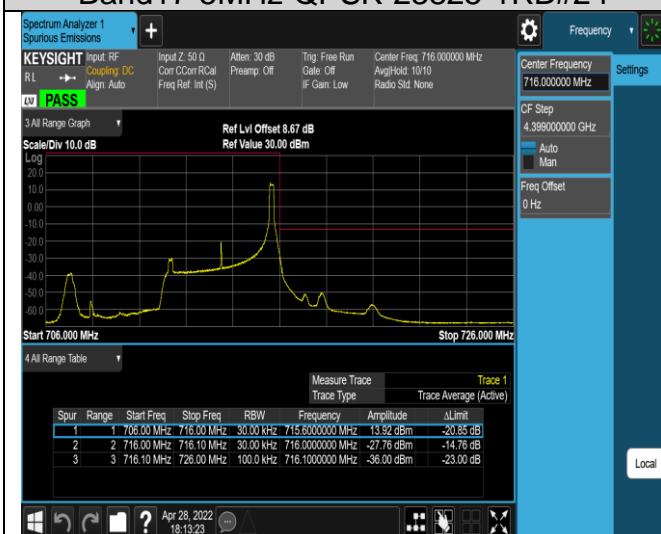 Spectrum Analyzer 1
Spurious Emissions
+
Frequency
KEYSIGHT Input: RF Input Z: 50 Ω Atten: 30 dB Trig: Free Run Center Freq: 716.000000 MHz
RL Coupling: DC Corr CCorr RCal Preamp: Off Gate: Off Avg|Hold: 10/10
Align: Auto Freq Ref: Int (S) IF Gain: Low Radio Std: None
LXI PASS
3 All Range Graph
Ref Lvl Offset 8.67 dB
Scale/Div 10.0 dB Ref Value 30.00 dBm
Log
20.0
10.0
0.00
-10.0
-20.0
-30.0
-40.0
-50.0
-60.0
Start 706.000 MHz Stop 726.000 MHz
4 All Range Table
Measure Trace Trace 1
Trace Type Trace Average (Active)
Spur Range Start Freq Stop Freq RBW Frequency Amplitude ΔLimit
1 1 706.00 MHz 716.00 MHz 30.00 kHz 715.6000000 MHz 13.92 dBm -20.85 dB
2 2 716.00 MHz 716.10 MHz 30.00 kHz 716.0000000 MHz -27.76 dBm -14.76 dB
3 3 716.10 MHz 726.00 MHz 100.0 kHz 716.1000000 MHz -36.00 dBm -23.00 dB
Center Frequency
716.000000 MHz
Settings
CF Step
4.399000000 GHz
Auto
Man
Freq Offset
0 Hz
Local
? Apr 28, 2022
18:13:23